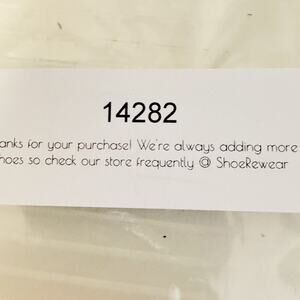 14282
anks for your purchase! We're always adding more
hoes so check our store frequently @ ShoeRewear